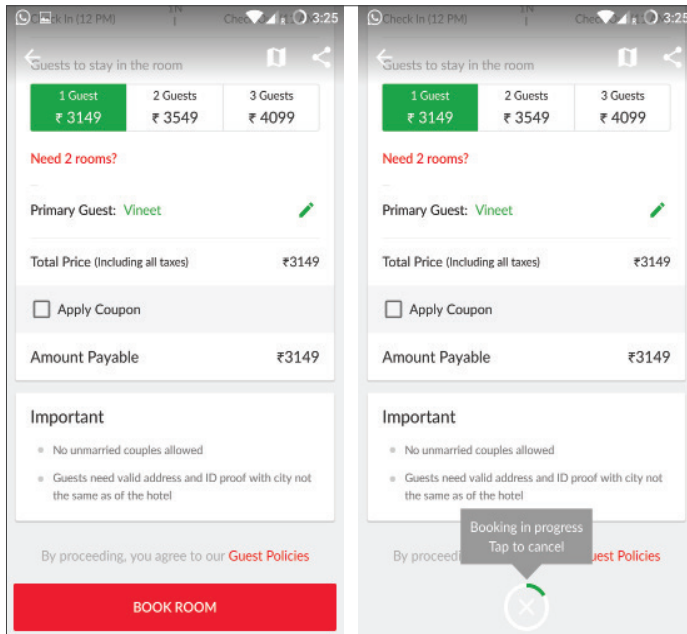 Check In (12 PM)
1N
3:25
Guests to stay in the room
1 Guest
2 Guests
3 Guests
₹ 3149
₹ 3549
₹ 4099
Need 2 rooms?
Primary Guest: Vineet
Total Price (Including all taxes)
₹3149
Apply Coupon
Amount Payable
₹3149
Important
No unmarried couples allowed
Guests need valid address and ID proof with city not
the same as of the hotel
By proceeding, you agree to our Guest Policies
BOOK ROOM
Check In (12 PM)
1N
3:25
Guests to stay in the room
1 Guest
2 Guests
3 Guests
₹ 3149
₹ 3549
₹ 4099
Need 2 rooms?
Primary Guest: Vineet
Total Price (Including all taxes)
₹3149
Apply Coupon
Amount Payable
₹3149
Important
No unmarried couples allowed
Guests need valid address and ID proof with city not
the same as of the hotel
Booking in progress
Tap to cancel
By proceedi
uest Policies